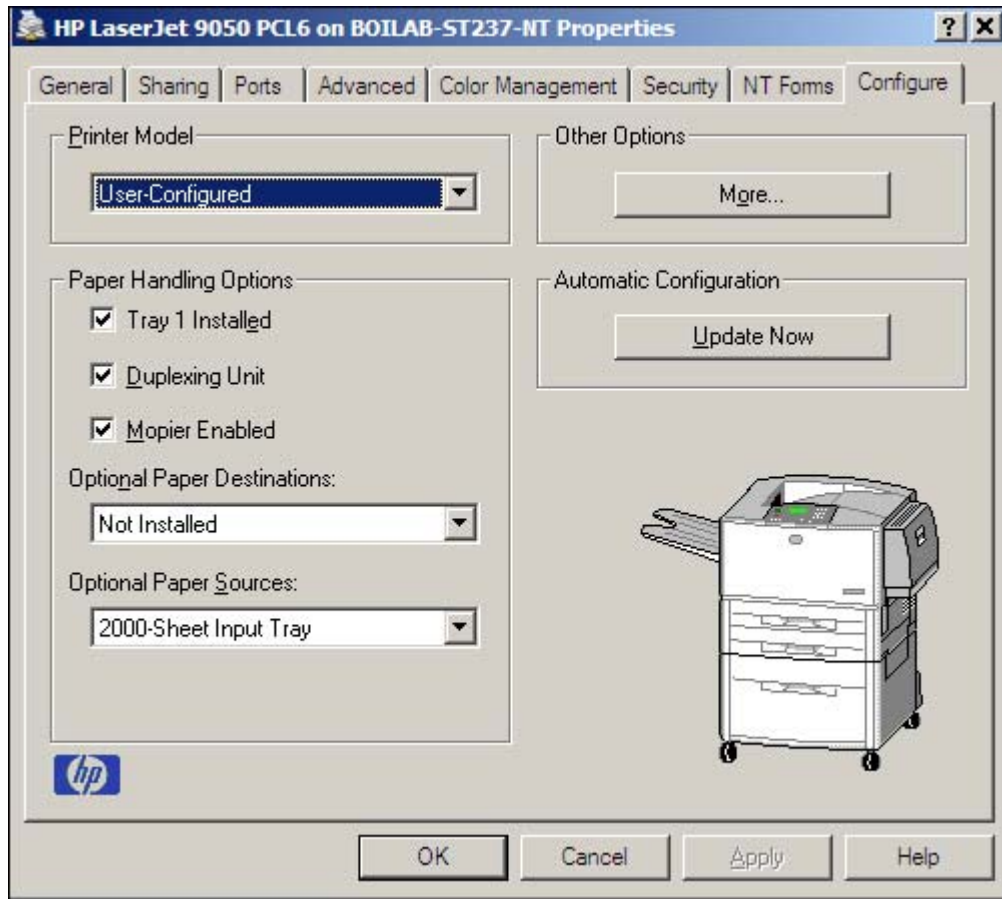 HP LaserJet 9050 PCL6 on BOILAB-ST237-NT Properties
? X
General Sharing Ports Advanced Color Management Security NT Forms Configure
Printer Model
User-Configured
Other Options
More...
Paper Handling Options
Tray 1 Installed
Duplexing Unit
Mopier Enabled
Optional Paper Destinations:
Not Installed
Optional Paper Sources:
2000-Sheet Input Tray
Automatic Configuration
Update Now
hp
OK Cancel Apply Help